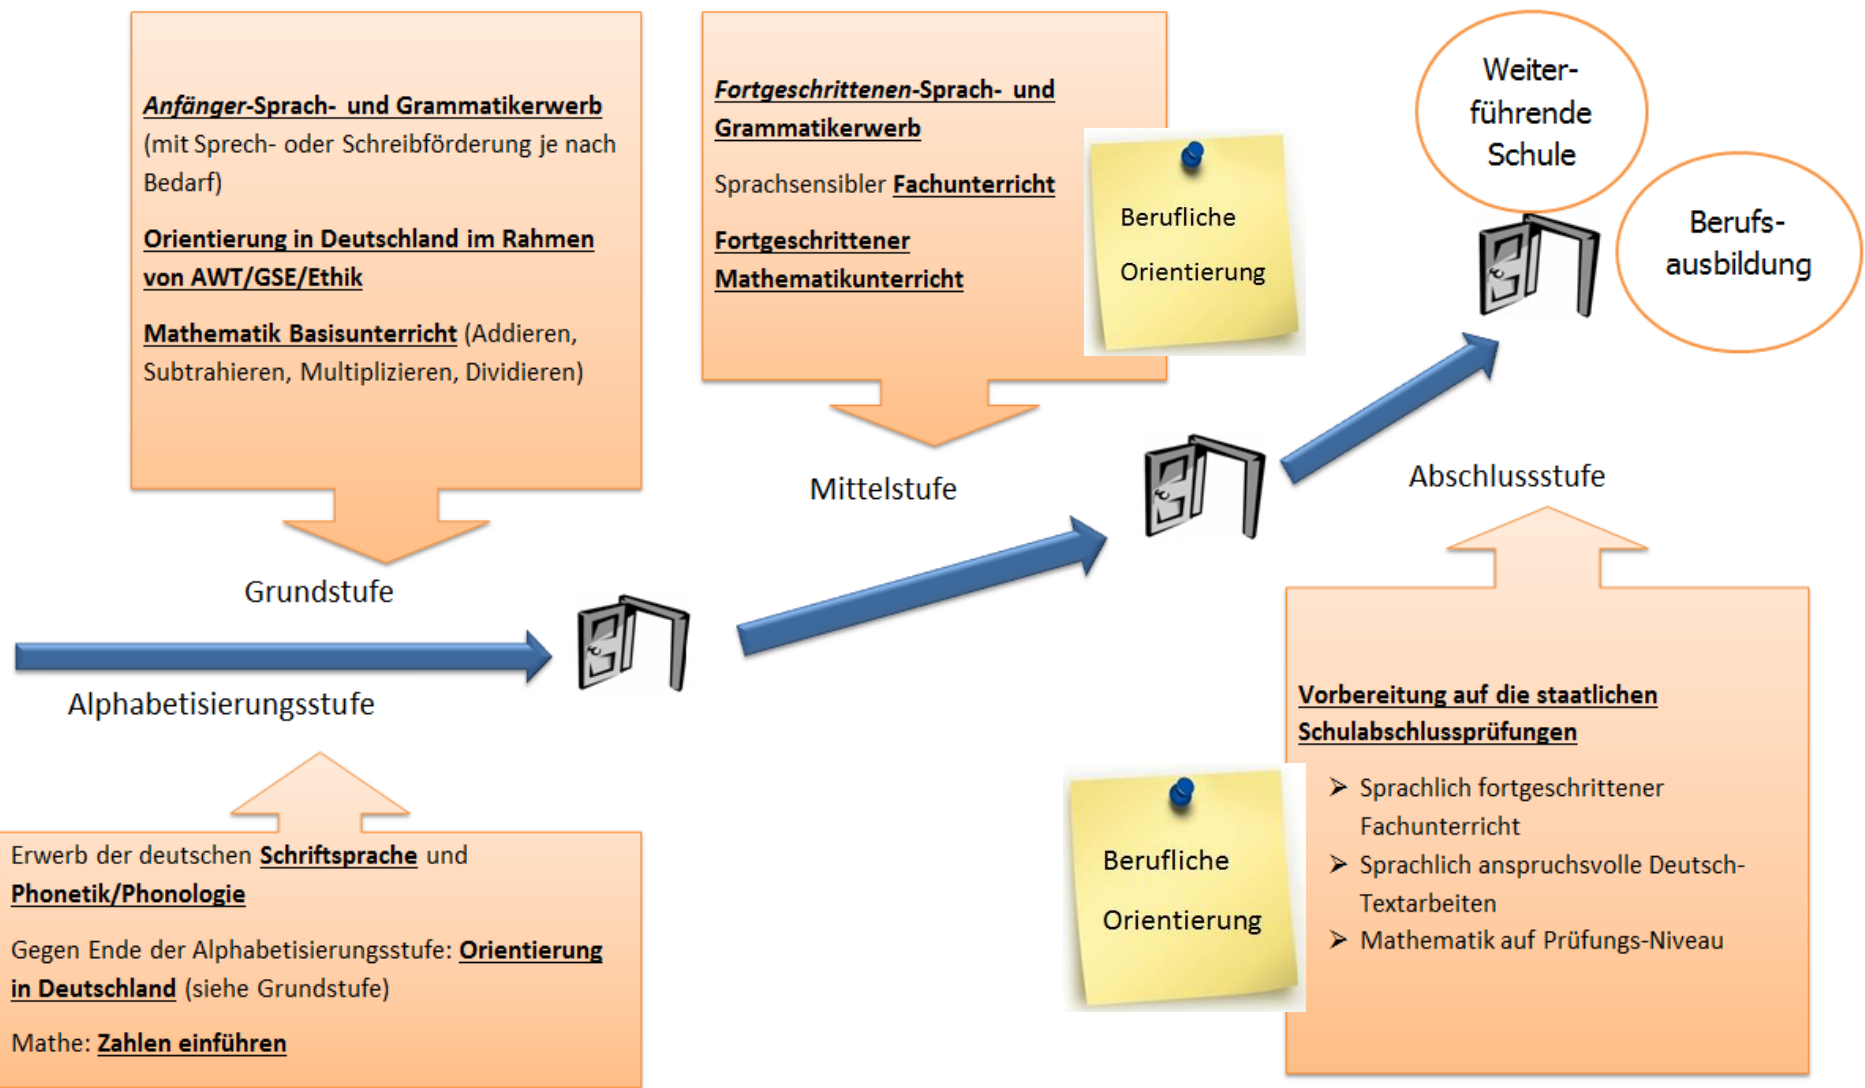 Anfänger-Sprach- und Grammatikerwerb
(mit Sprech- oder Schreibförderung je nach
Bedarf)
Orientierung in Deutschland im Rahmen
von AWT/GSE/Ethik
Mathematik Basisunterricht (Addieren,
Subtrahieren, Multiplizieren, Dividieren)
Fortgeschrittenen-Sprach- und
Grammatikerwerb
Sprachsensibler Fachunterricht
Fortgeschrittener
Mathematikunterricht
Berufliche
Orientierung
Weiter-
führende
Schule
Berufs-
ausbildung
Grundstufe
Mittelstufe
Abschlussstufe
Alphabetisierungsstufe
Erwerb der deutschen Schriftsprache und
Phonetik/Phonologie
Gegen Ende der Alphabetisierungsstufe: Orientierung
in Deutschland (siehe Grundstufe)
Mathe: Zahlen einführen
Berufliche
Orientierung
Vorbereitung auf die staatlichen
Schulabschlussprüfungen
➢ Sprachlich fortgeschrittener
Fachunterricht
➢ Sprachlich anspruchsvolle Deutsch-
Textarbeiten
➢ Mathematik auf Prüfungs-Niveau